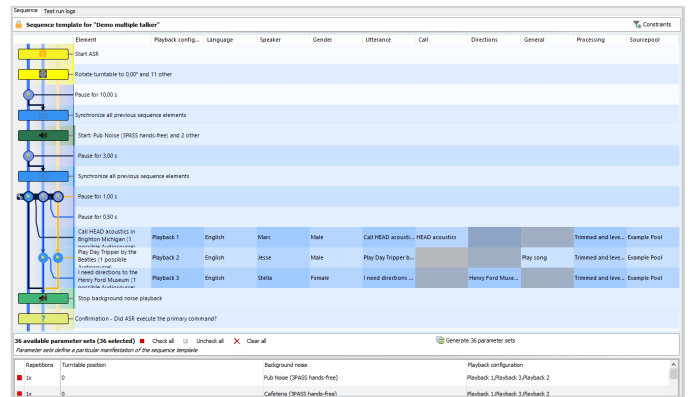 Sequence Test run logs
Sequence template for "Demo multiple talker" Constraints
Element Playback config... Language Speaker Gender Utterance Call Directions General Processing Sourcepool
Start ASR
Rotate turntable to 0,00° and 11 other
Pause for 10,00 s
Synchronize all previous sequence elements
Start: Pub Noise (3PASS hands-free) and 2 other
Pause for 3,00 s
Synchronize all previous sequence elements
Pause for 1,00 s
Pause for 0,50 s
Call HEAD acoustics in
Brighton Michigan (1
possible Audiosource)
Playback 1 English Marc Male Call HEAD acousti... HEAD acoustics Trimmed and leve... Example Pool
Play Day Tripper by the
Beatles (1 possible
Audiosource)
Playback 2 English Jesse Male Play Day Tripper b... Play song Trimmed and leve... Example Pool
I need directions to the
Henry Ford Museum (1
possible Audiosource)
Playback 3 English Stella Female I need directions ... Henry Ford Muse... Trimmed and leve... Example Pool
Stop background noise playback
?
Confirmation - Did ASR execute the primary command?
36 available parameter sets (36 selected) Check all Uncheck all Clear all Generate 36 parameter sets
Parameter sets define a particular manifestation of the sequence template
Repetitions Turntable position Background noise Playback configuration
1x 0 Pub Noise (3PASS hands-free) Playback 1,Playback 3,Playback 2
1x 0 Cafeteria (3PASS hands-free) Playback 1,Playback 3,Playback 2